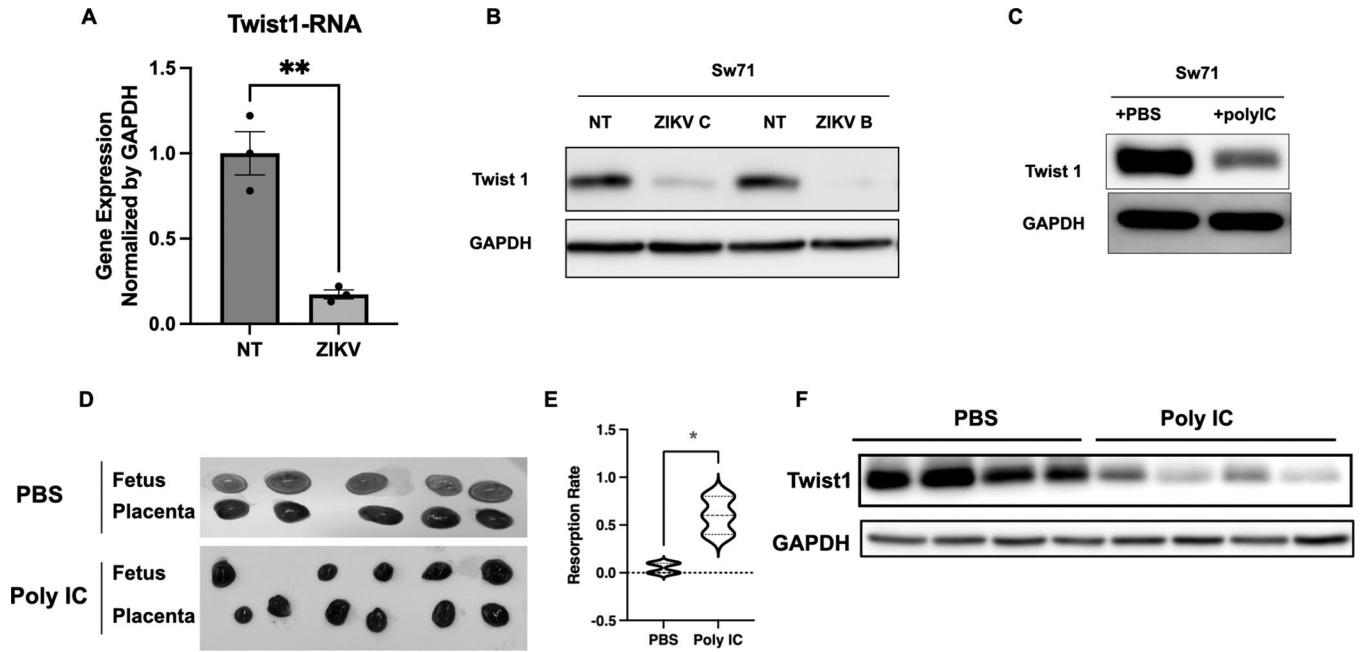 A
Twist1-RNA
Gene Expression
Normalized by GAPDH
1.5
1.0
0.5
0.0
**
NT
ZIKV
B
Sw71
NT
ZIKV C
NT
ZIKV B
Twist 1
GAPDH
C
Sw71
+PBS
+polyIC
Twist 1
GAPDH
D
PBS
Fetus
Placenta
Poly IC
Fetus
Placenta
E
Resorption Rate
1.5
1.0
0.5
0.0
-0.5
*
PBS
Poly IC
F
PBS
Poly IC
Twist1
GAPDH